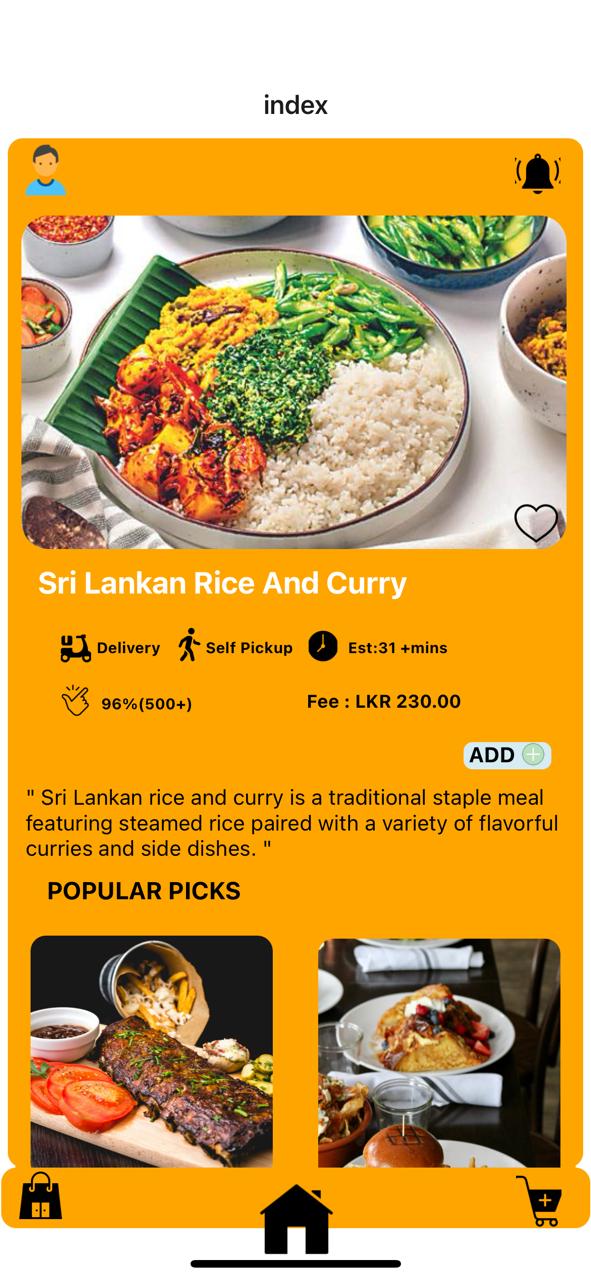 index
Sri Lankan Rice And Curry
Delivery Self Pickup Est:31 +mins
96%(500+) Fee : LKR 230.00
ADD
" Sri Lankan rice and curry is a traditional staple meal
featuring steamed rice paired with a variety of flavorful
curries and side dishes. "
POPULAR PICKS